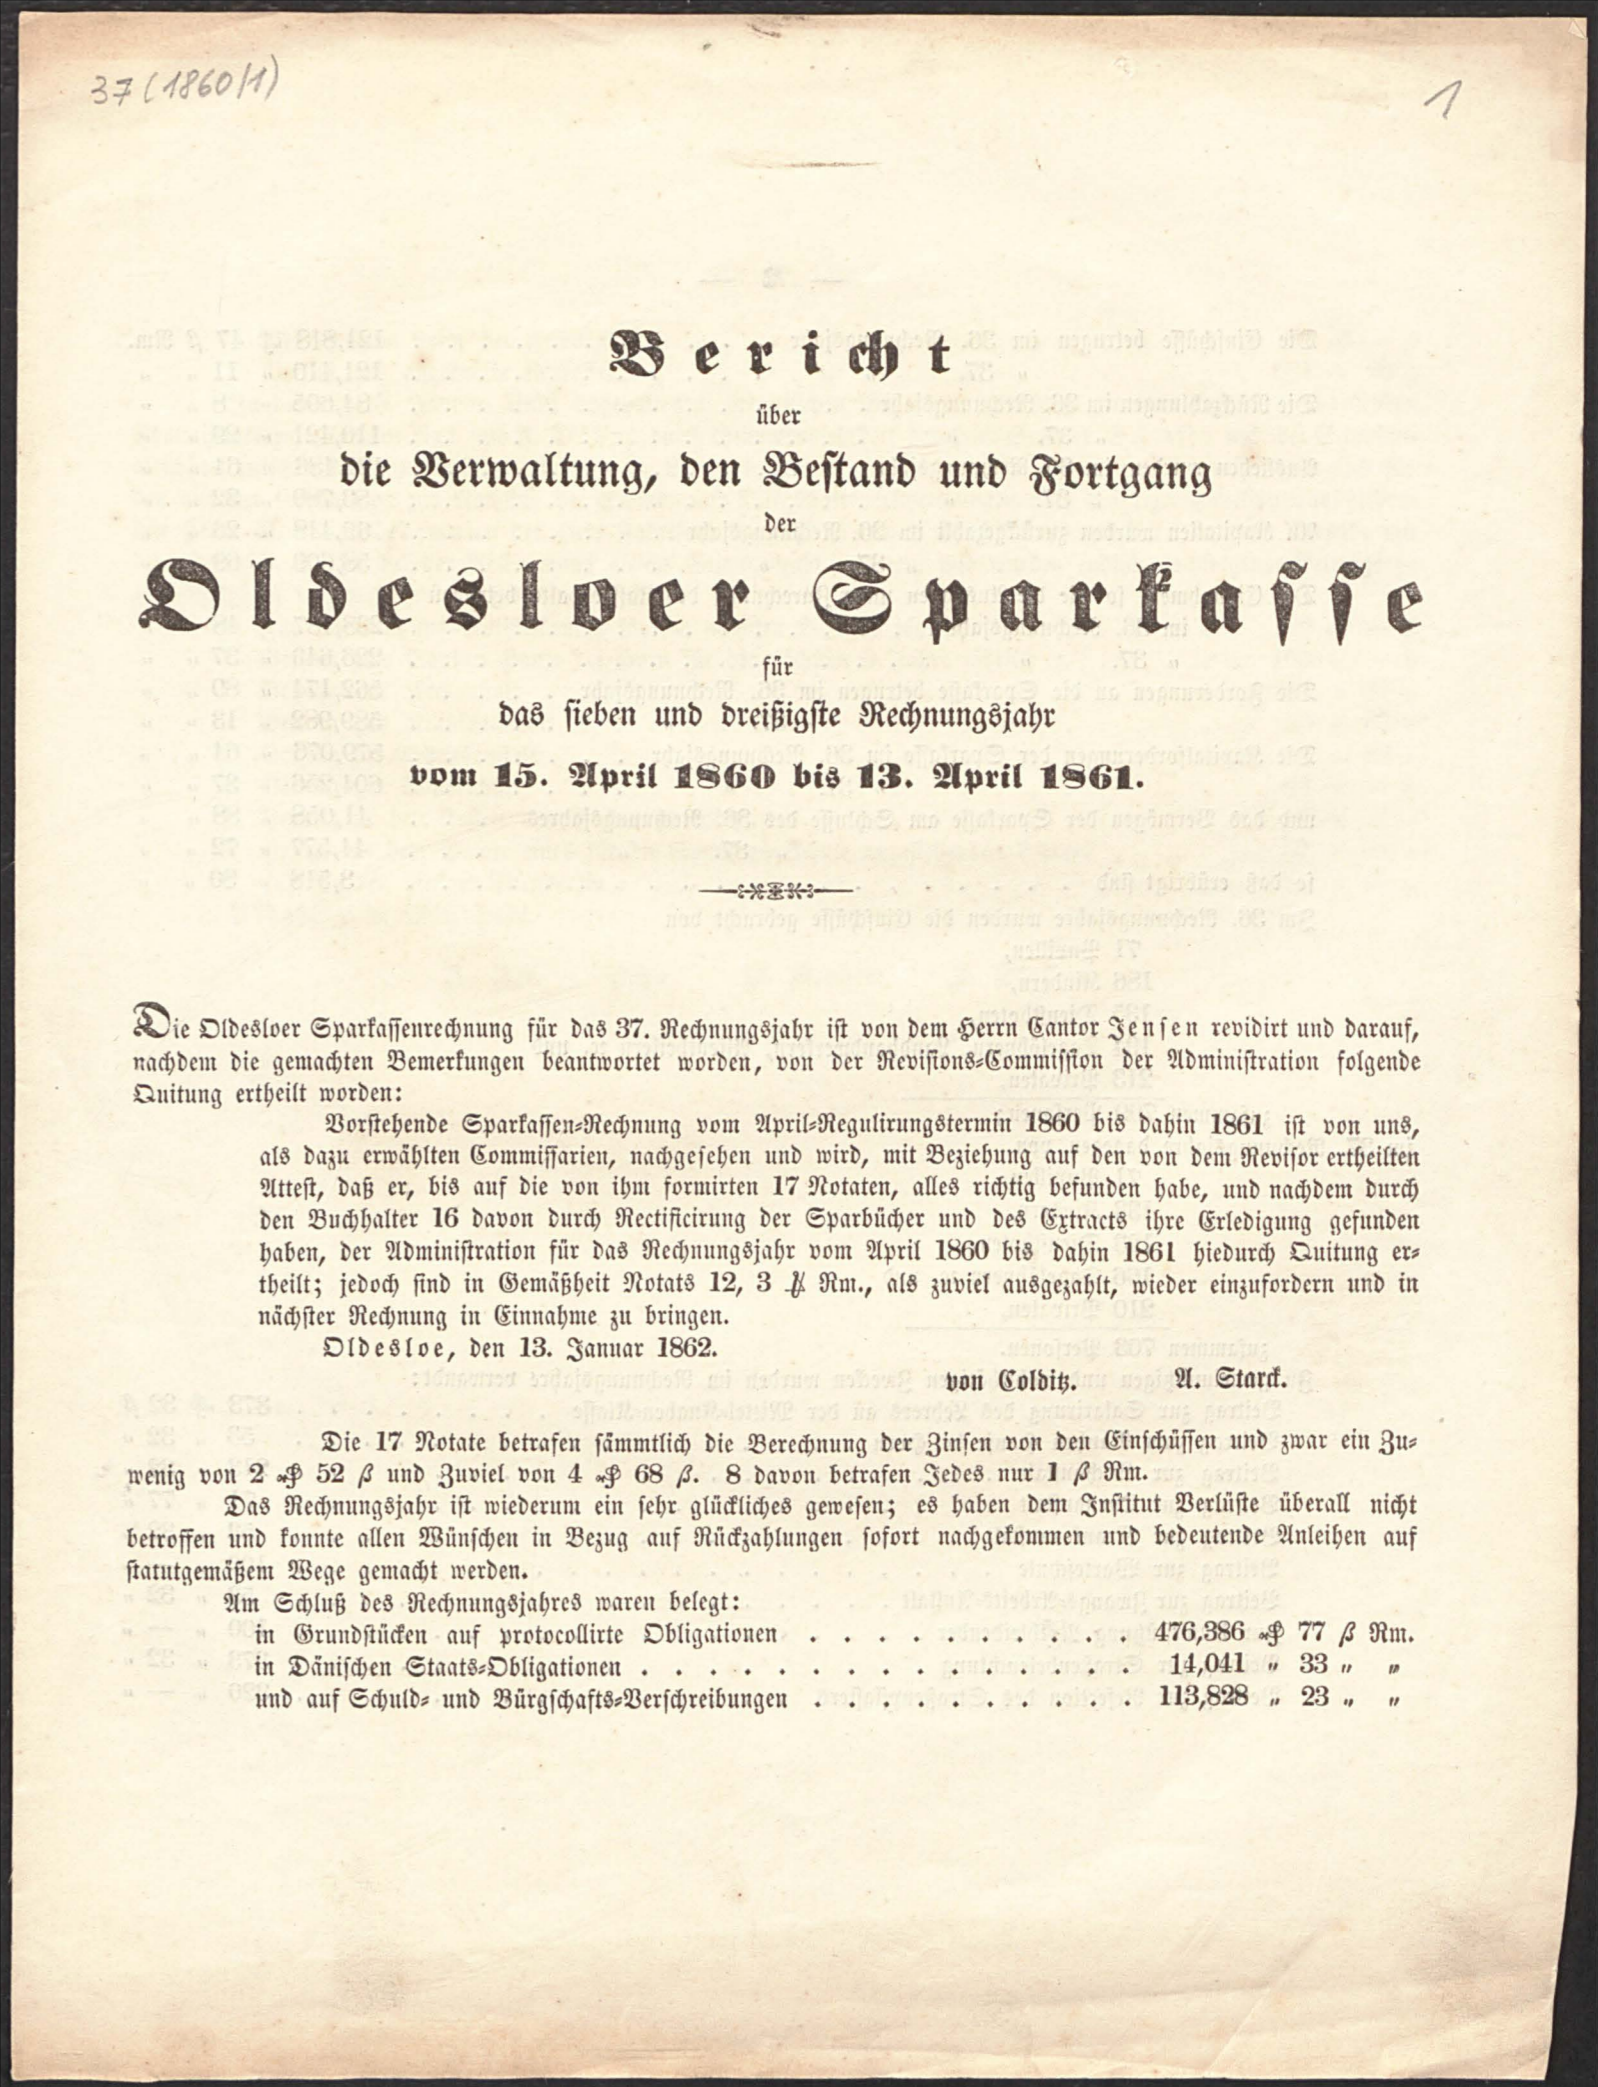 37 (1860/1)
1
Bericht
über
die Verwaltung, den Bestand und Fortgang
der
Oldesloer Sparkasse
für
das sieben und dreißigste Rechnungsjahr
vom 15. April 1860 bis 13. April 1861.
Die Oldesloer Sparkassenrechnung für das 37. Rechnungsjahr ist von dem Herrn Cantor Jensen revidirt und darauf,
nachdem die gemachten Bemerkungen beantwortet worden, von der Revisions-Commission der Administration folgende
Quitung ertheilt worden:
Vorstehende Sparkassen-Rechnung vom April-Regulirungstermin 1860 bis dahin 1861 ist von uns,
als dazu erwählten Commissarien, nachgesehen und wird, mit Beziehung auf den von dem Revisor ertheilten
Attest, daß er, bis auf die von ihm formirten 17 Notaten, alles richtig befunden habe, und nachdem durch
den Buchhalter 16 davon durch Rectificirung der Sparbücher und des Extracts ihre Erledigung gefunden
haben, der Administration für das Rechnungsjahr vom April 1860 bis dahin 1861 hiedurch Quitung er-
theilt; jedoch sind in Gemäßheit Notats 12, 3 ß Rm., als zuviel ausgezahlt, wieder einzufordern und in
nächster Rechnung in Einnahme zu bringen.
Oldesloe, den 13. Januar 1862.
von Colditz. A. Starck.
Die 17 Notate betrafen sämmtlich die Berechnung der Zinsen von den Einschüssen und zwar ein Zu-
wenig von 2 ₰ 52 ß und Zuviel von 4 ₰ 68 ß. 8 davon betrafen Jedes nur 1 ß Rm.
Das Rechnungsjahr ist wiederum ein sehr glückliches gewesen; es haben dem Institut Verlüste überall nicht
betroffen und konnte allen Wünschen in Bezug auf Rückzahlungen sofort nachgekommen und bedeutende Anleihen auf
statutgemäßem Wege gemacht werden.
Am Schluß des Rechnungsjahres waren belegt:
in Grundstücken auf protocollirte Obligationen . . . . . . . . . . 476,386 ₰ 77 ß Rm.
in Dänischen Staats-Obligationen . . . . . . . . . . . . . . . 14,041 „ 33 „ „
und auf Schuld- und Bürgschafts-Verschreibungen . . . . . . . . . . 113,828 „ 23 „ „